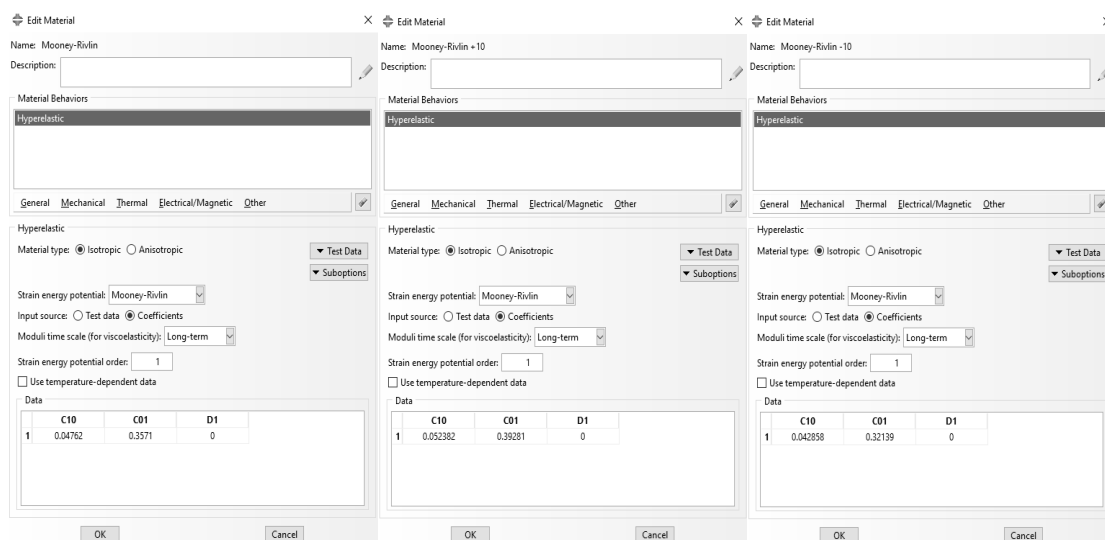 Edit Material
Name: Mooney-Rivlin
Description:
Material Behaviors
Hyperelastic
General Mechanical Thermal Electrical/Magnetic Other
Hyperelastic
Material type: Isotropic Anisotropic
Test Data
Suboptions
Strain energy potential: Mooney-Rivlin
Input source: Test data Coefficients
Moduli time scale (for viscoelasticity): Long-term
Strain energy potential order: 1
Use temperature-dependent data
Data
C10 C01 D1
1 0.04762 0.3571 0
OK Cancel
Edit Material
Name: Mooney-Rivlin +10
Description:
Material Behaviors
Hyperelastic
General Mechanical Thermal Electrical/Magnetic Other
Hyperelastic
Material type: Isotropic Anisotropic
Test Data
Suboptions
Strain energy potential: Mooney-Rivlin
Input source: Test data Coefficients
Moduli time scale (for viscoelasticity): Long-term
Strain energy potential order: 1
Use temperature-dependent data
Data
C10 C01 D1
1 0.052382 0.39281 0
OK Cancel
Edit Material
Name: Mooney-Rivlin -10
Description:
Material Behaviors
Hyperelastic
General Mechanical Thermal Electrical/Magnetic Other
Hyperelastic
Material type: Isotropic Anisotropic
Test Data
Suboptions
Strain energy potential: Mooney-Rivlin
Input source: Test data Coefficients
Moduli time scale (for viscoelasticity): Long-term
Strain energy potential order: 1
Use temperature-dependent data
Data
C10 C01 D1
1 0.042858 0.32139 0
OK Cancel